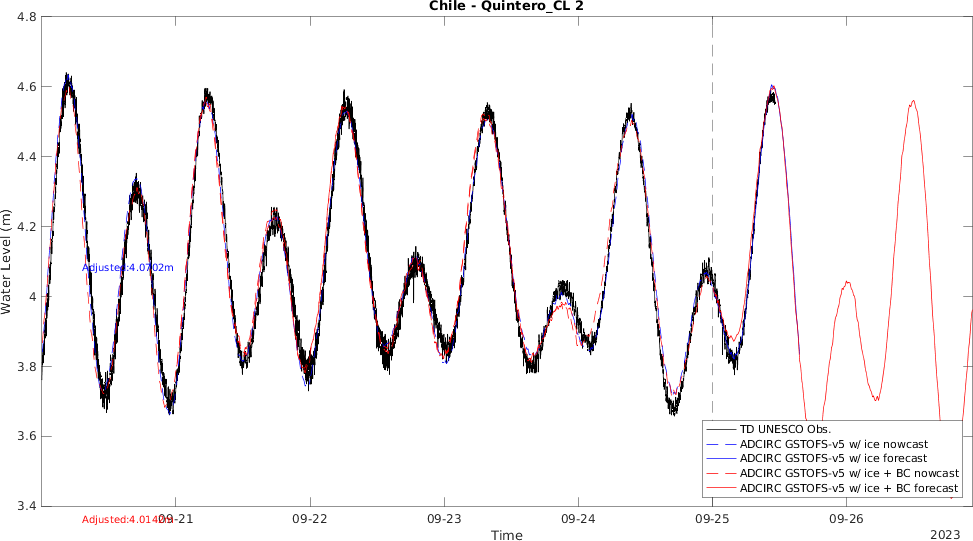 Chile - Quintero_CL 2
4.8
4.6
4.4
4.2
4
3.8
3.6
3.4
Water Level (m)
Adjusted:4.0702m
TD UNESCO Obs.
ADCIRC GSTOFS-v5 w/ ice nowcast
ADCIRC GSTOFS-v5 w/ ice forecast
ADCIRC GSTOFS-v5 w/ ice + BC nowcast
ADCIRC GSTOFS-v5 w/ ice + BC forecast
Adjusted:4.0142m
09-21 09-22 09-23 09-24 09-25 09-26
Time
2023